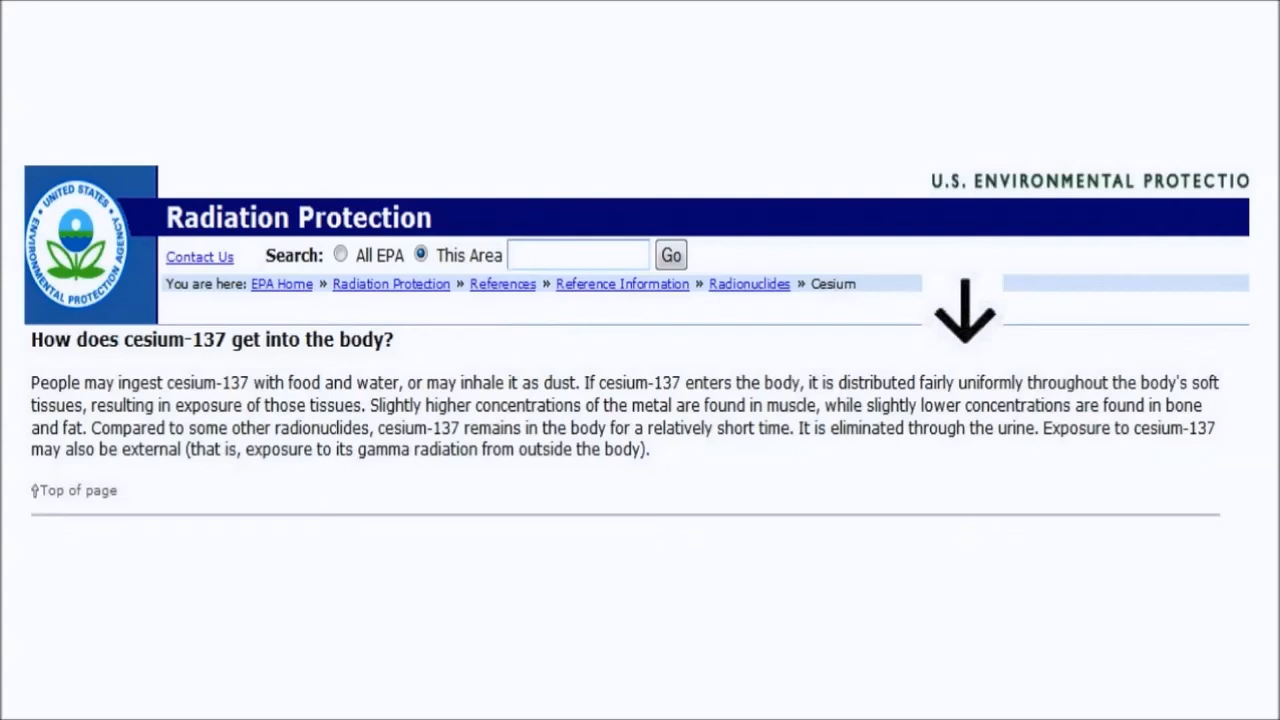 U.S. ENVIRONMENTAL PROTECTIO
UNITED STATES
ENVIRONMENTAL PROTECTION AGENCY
Radiation Protection
Contact Us Search: All EPA This Area Go
You are here: EPA Home » Radiation Protection » References » Reference Information » Radionuclides » Cesium
How does cesium-137 get into the body?
People may ingest cesium-137 with food and water, or may inhale it as dust. If cesium-137 enters the body, it is distributed fairly uniformly throughout the body's soft
tissues, resulting in exposure of those tissues. Slightly higher concentrations of the metal are found in muscle, while slightly lower concentrations are found in bone
and fat. Compared to some other radionuclides, cesium-137 remains in the body for a relatively short time. It is eliminated through the urine. Exposure to cesium-137
may also be external (that is, exposure to its gamma radiation from outside the body).
⇧Top of page